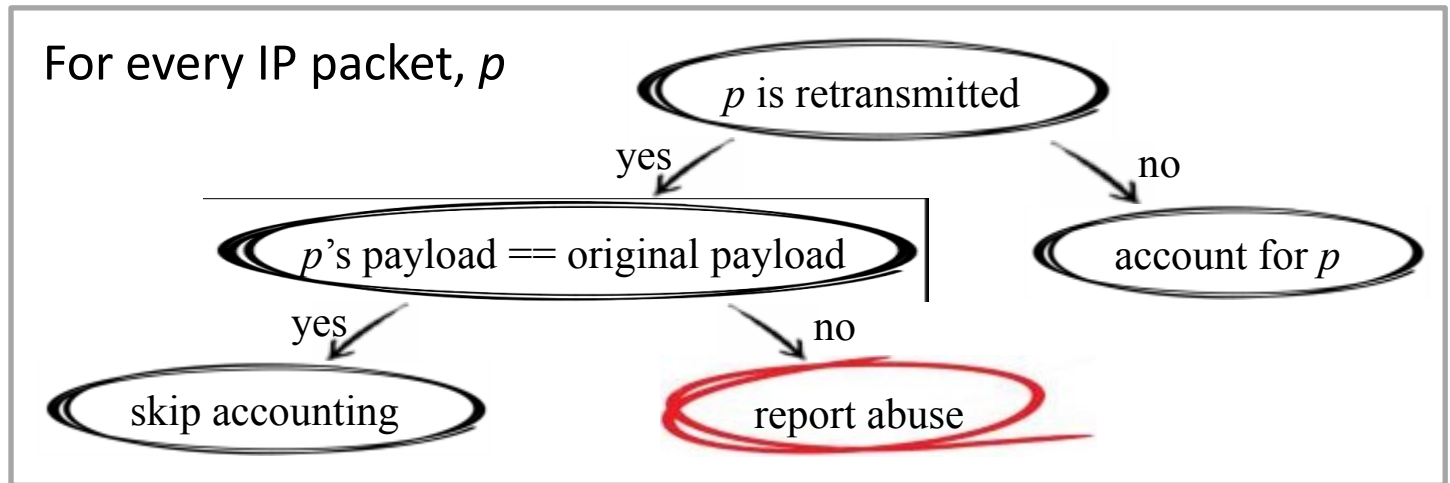 For every IP packet, p
p is retransmitted
yes
no
p’s payload == original payload
account for p
yes
no
skip accounting
report abuse